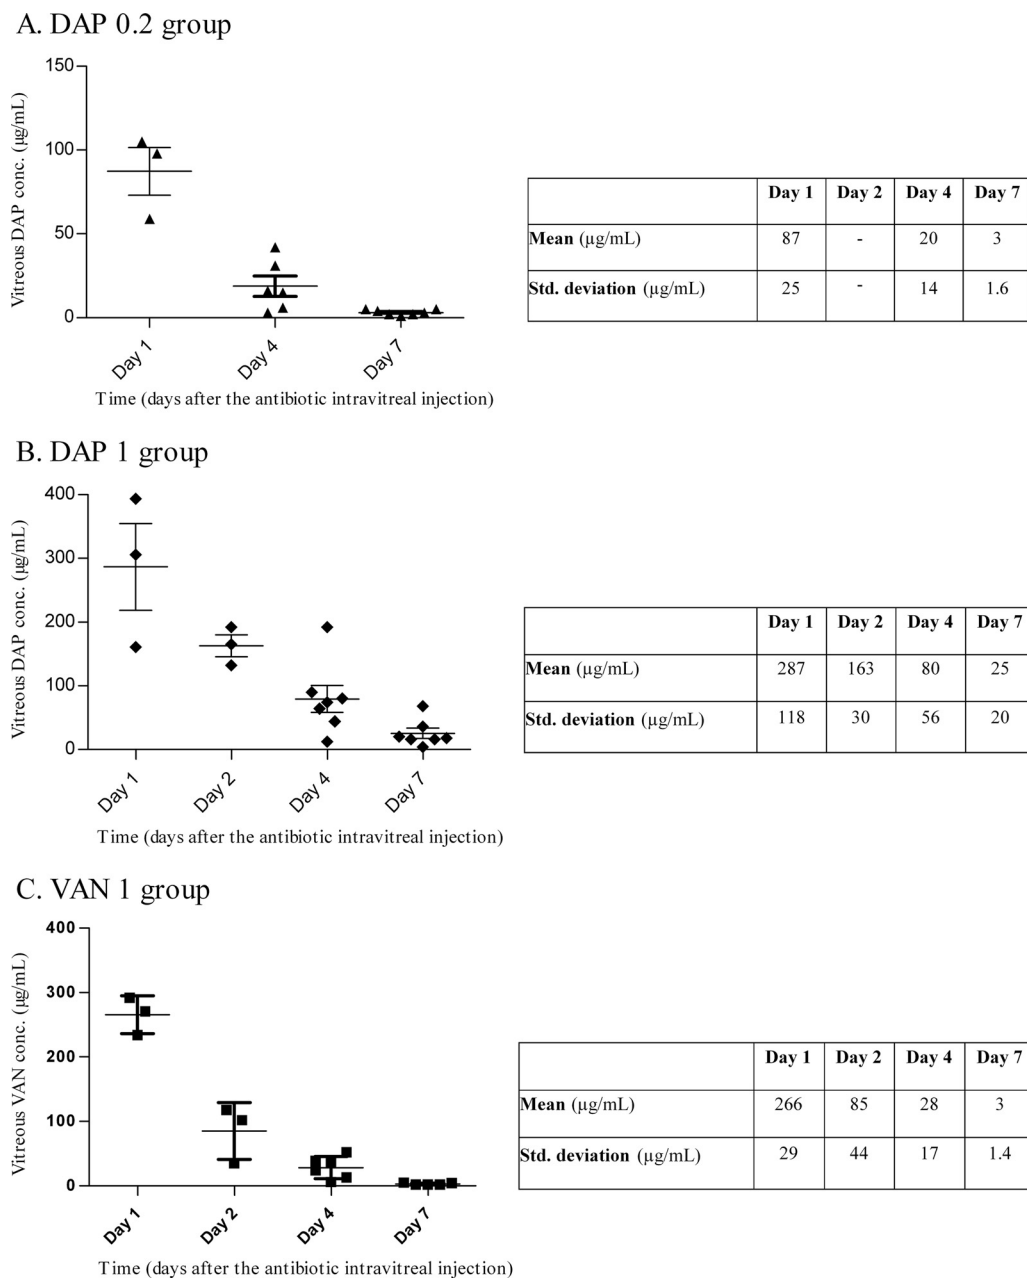 A. DAP 0.2 group
Vitreous DAP conc. (μg/mL)
150
100
50
0
Day 1
Day 4
Day 7
Time (days after the antibiotic intravitreal injection)
Day 1 Day 2 Day 4 Day 7
Mean (μg/mL) 87 - 20 3
Std. deviation (μg/mL) 25 - 14 1.6
B. DAP 1 group
Vitreous DAP conc. (μg/mL)
400
300
200
100
0
Day 1
Day 2
Day 4
Day 7
Time (days after the antibiotic intravitreal injection)
Day 1 Day 2 Day 4 Day 7
Mean (μg/mL) 287 163 80 25
Std. deviation (μg/mL) 118 30 56 20
C. VAN 1 group
Vitreous VAN conc. (μg/mL)
400
300
200
100
0
Day 1
Day 2
Day 4
Day 7
Time (days after the antibiotic intravitreal injection)
Day 1 Day 2 Day 4 Day 7
Mean (μg/mL) 266 85 28 3
Std. deviation (μg/mL) 29 44 17 1.4